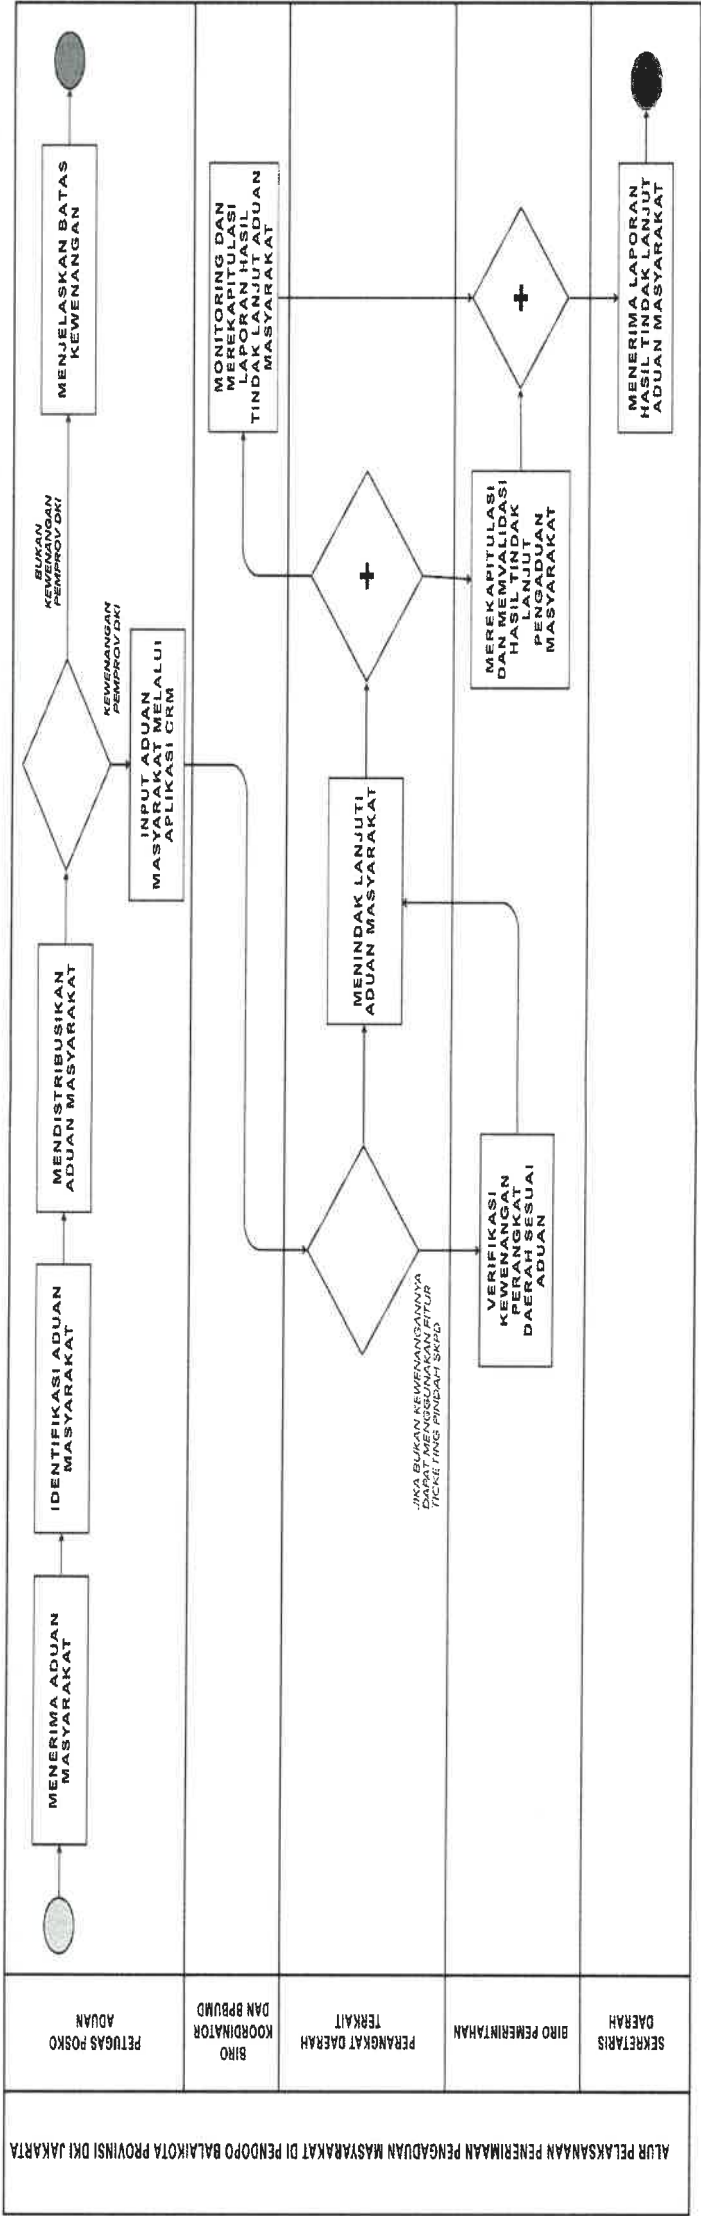 ALUR PELAKSANAAN PENERIMAAN PENGADUAN MASYARAKAT DI PENDOPO BALAIKOTA PROVINSI DKI JAKARTA
PETUGAS POSKO
ADUAN
MENERIMA ADUAN
MASYARAKAT
IDENTIFIKASI ADUAN
MASYARAKAT
MENDISTRIBUSIKAN
ADUAN MASYARAKAT
BUKAN
KEWENANGAN
PEMPROV DKI
MENJELASKAN BATAS
KEWENANGAN
KEWENANGAN
PEMPROV DKI
INPUT ADUAN
MASYARAKAT MELALUI
APLIKASI CRM
BIRO
KOORDINATOR
DAN BPBUMD
MONITORING DAN
MEREKAPITULASI
LAPORAN HASIL
TINDAK LANJUT ADUAN
MASYARAKAT
PERANGKAT DAERAH
TERKAIT
JIKA BUKAN KEWENANGANNYA
DAPAT MENGGUNAKAN FITUR
TICKETING PINDAH SKPD
MENINDAK LANJUTI
ADUAN MASYARAKAT
+
BIRO PEMERINTAHAN
VERIFIKASI
KEWENANGAN
PERANGKAT
DAERAH SESUAI
ADUAN
MEREKAPITULASI
DAN MEMVALIDASI
HASIL TINDAK
LANJUT
PENGADUAN
MASYARAKAT
+
SEKRETARIS
DAERAH
MENERIMA LAPORAN
HASIL TINDAK LANJUT
ADUAN MASYARAKAT